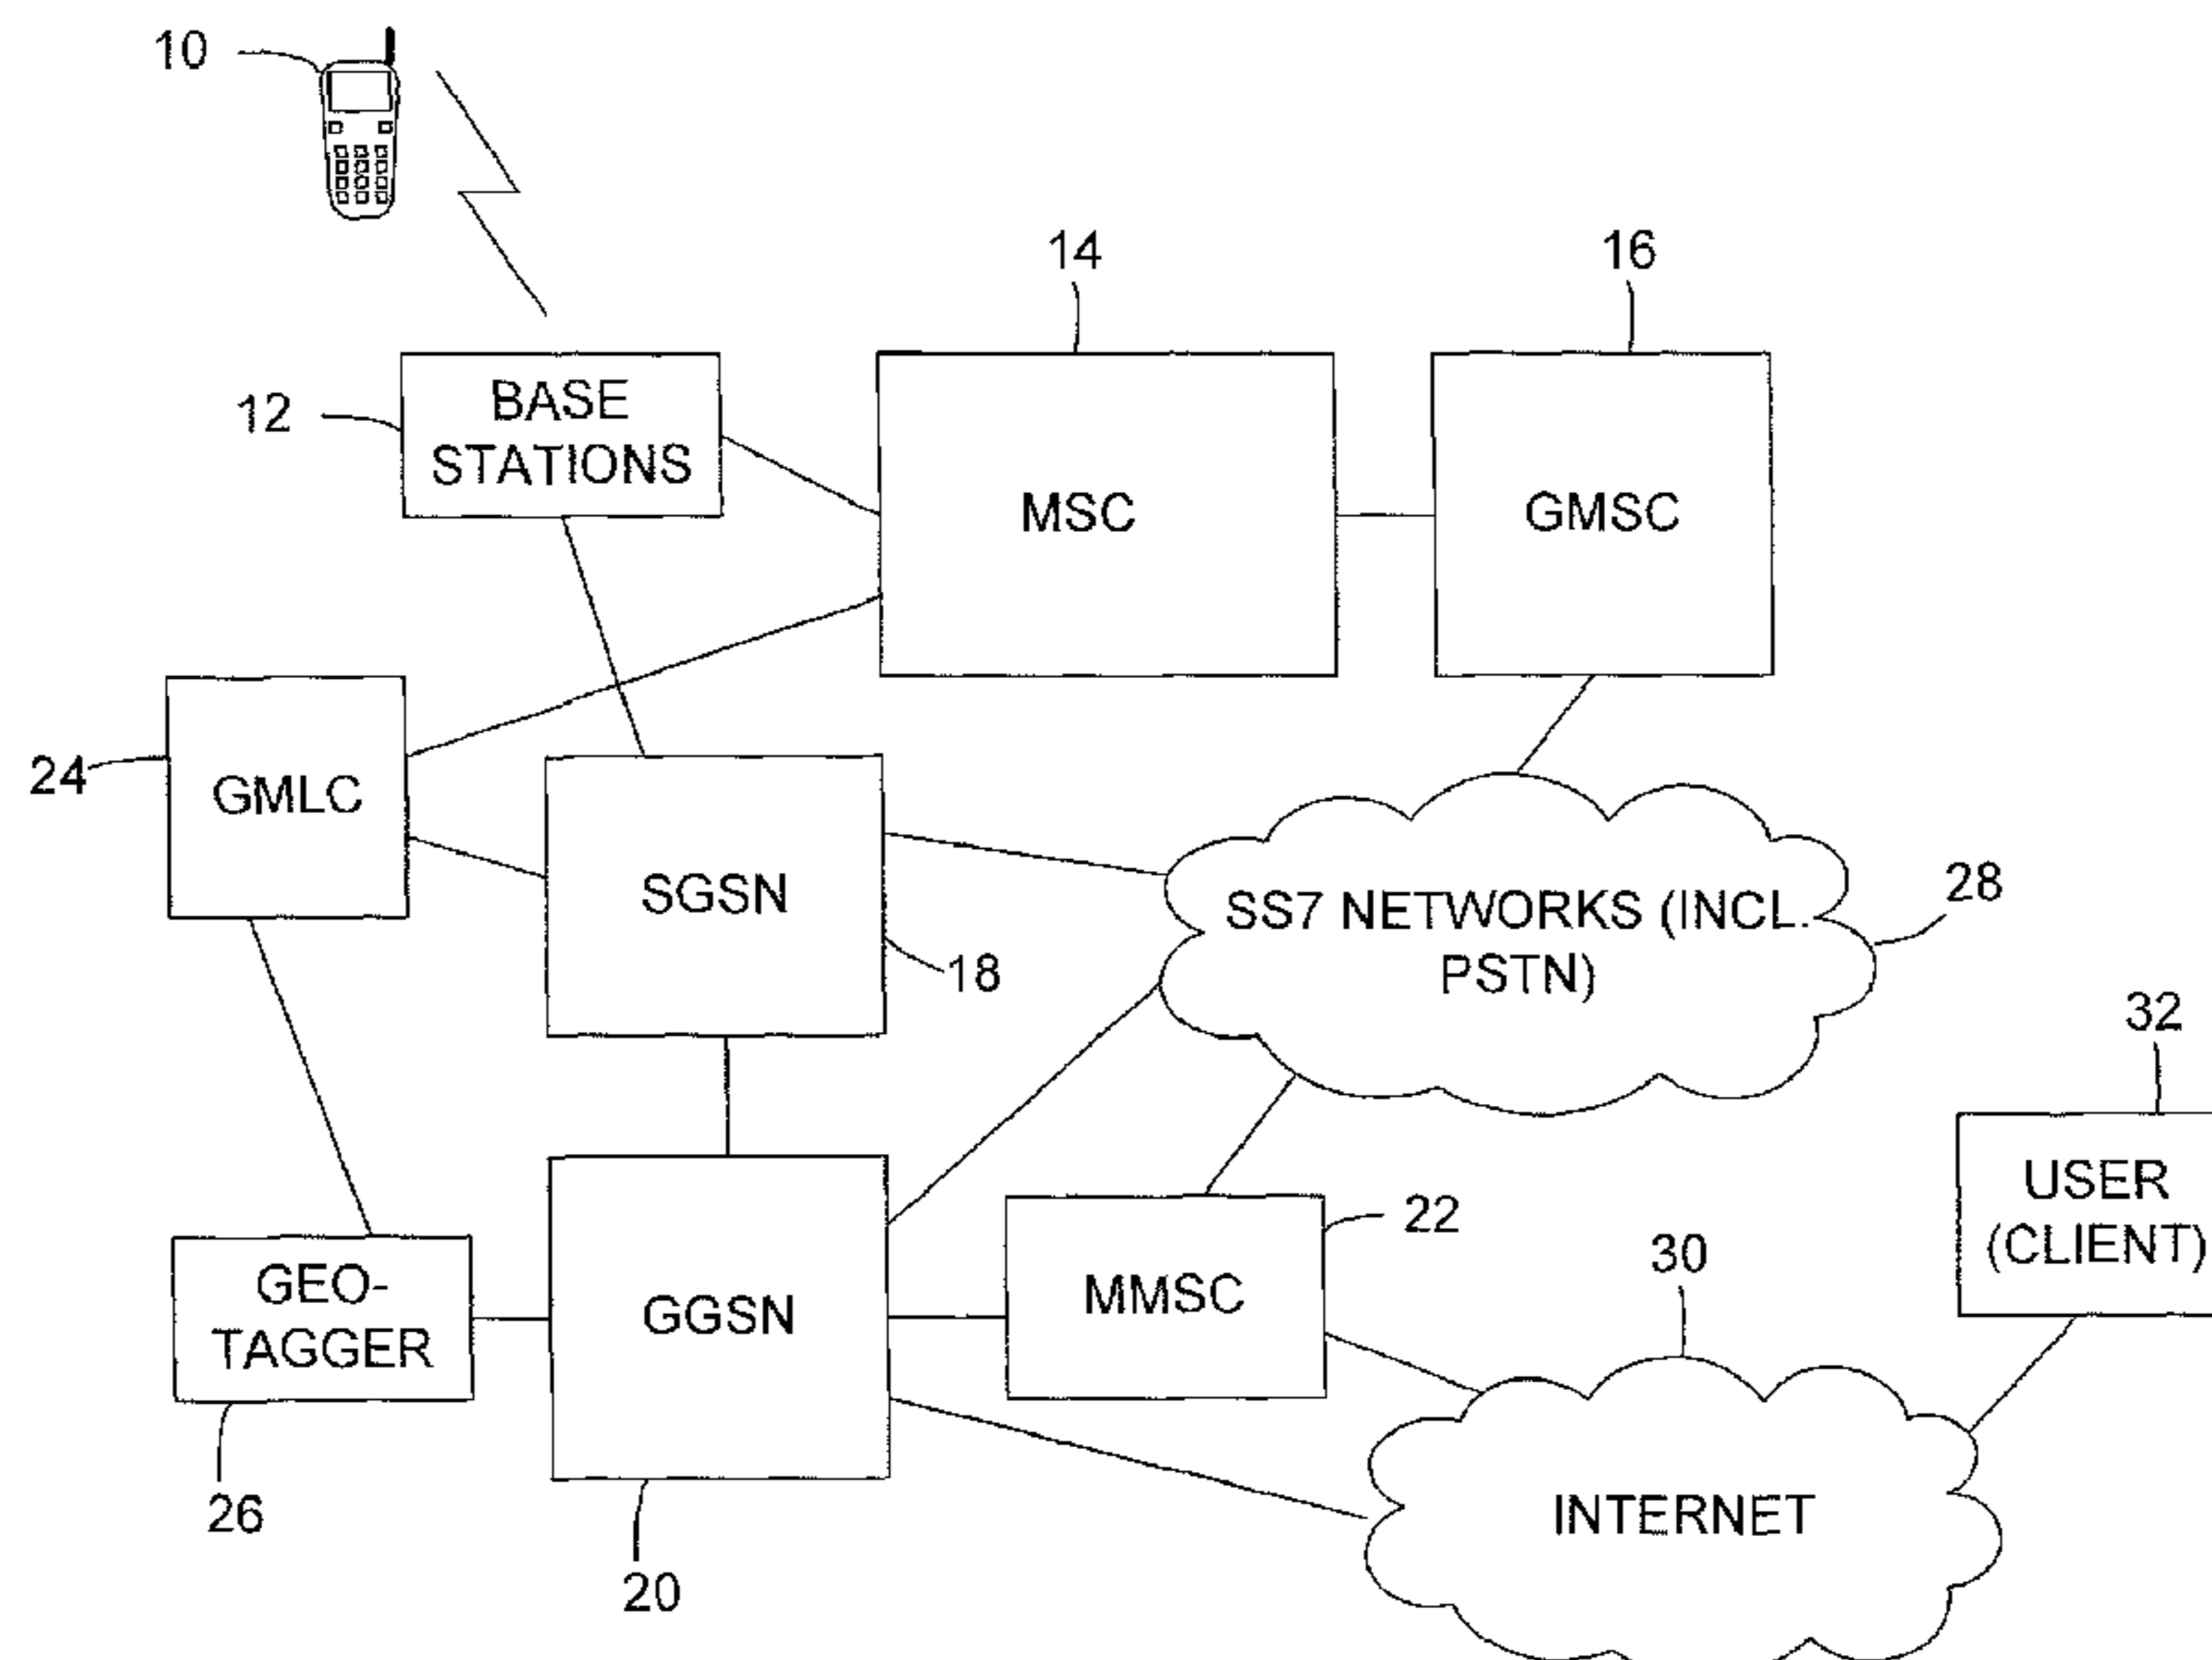 10
14
16
12
BASE
STATIONS
MSC
GMSC
24
GMLC
SGSN
18
SS7 NETWORKS (INCL.
PSTN)
28
32
USER
(CLIENT)
GEO-
TAGGER
26
GGSN
20
MMSC
22
30
INTERNET